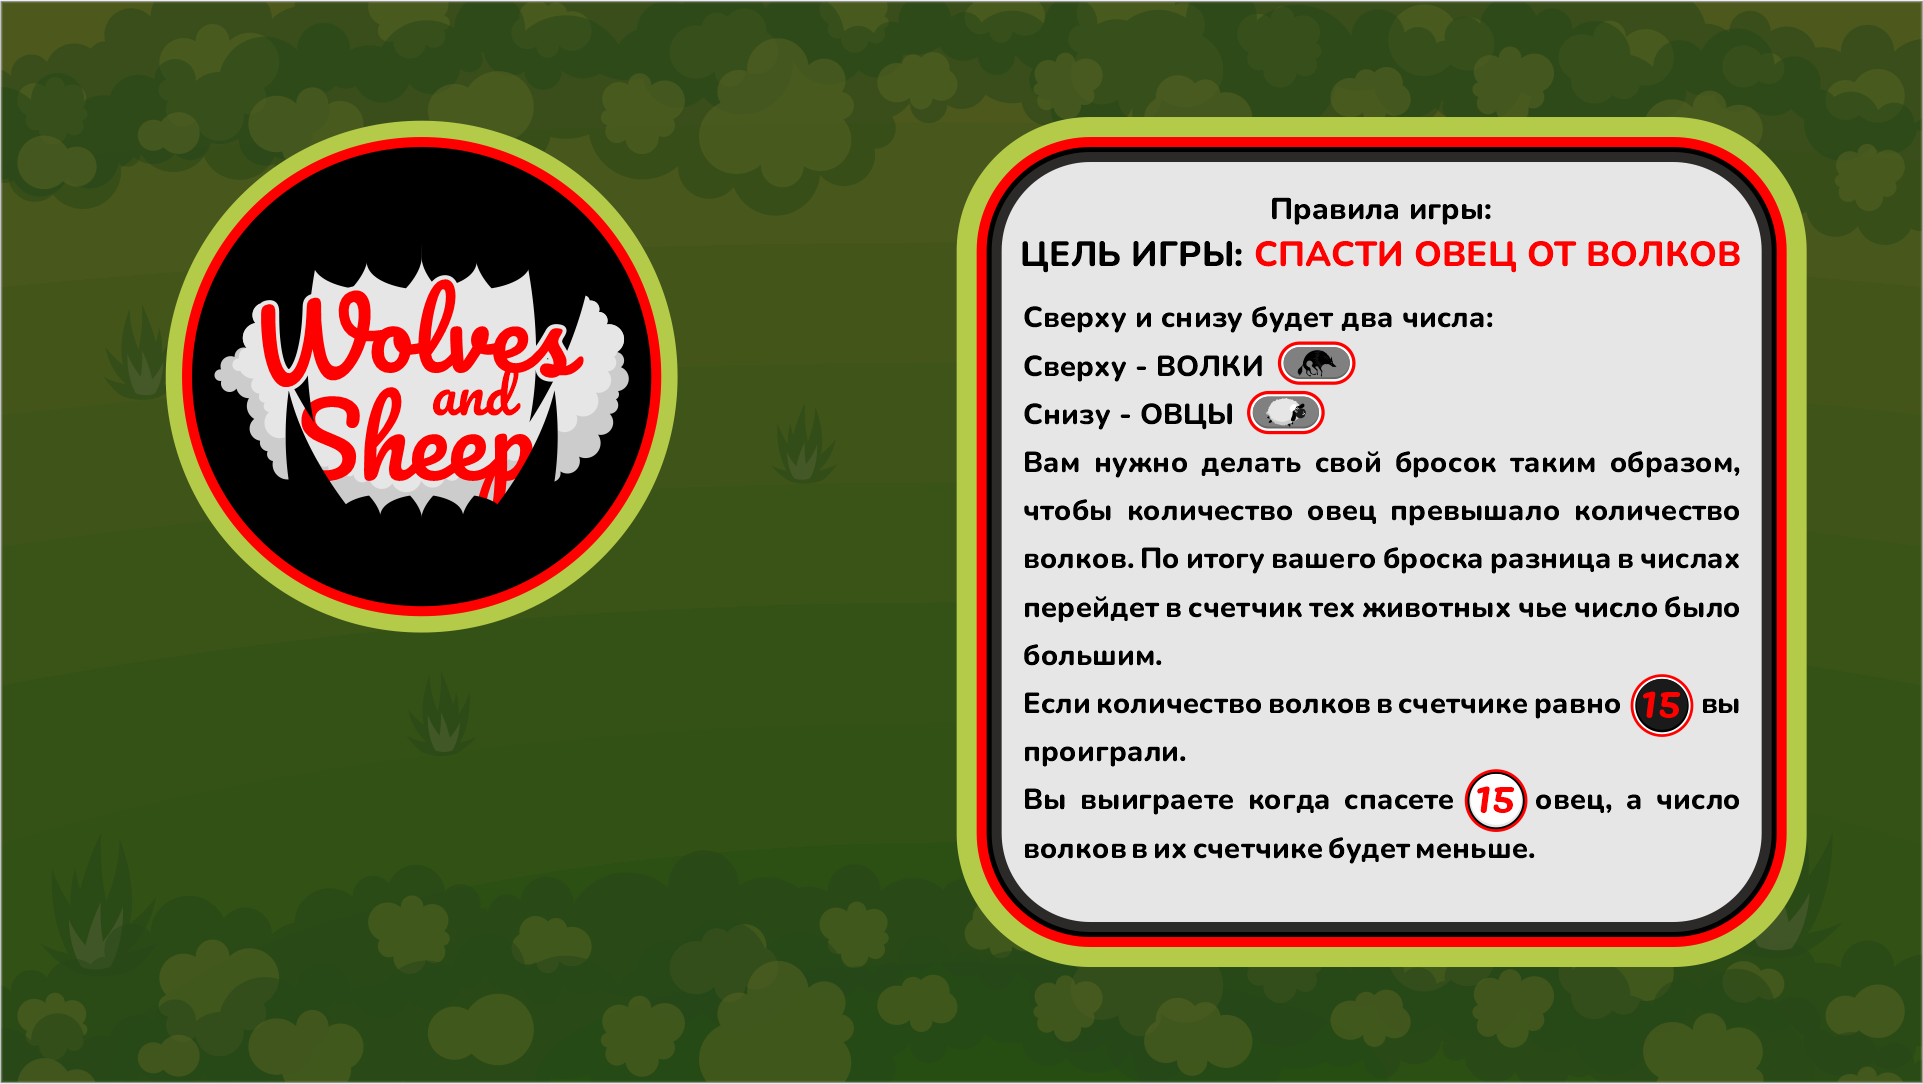 Wolves
and
Sheep
Правила игры:
ЦЕЛЬ ИГРЫ: СПАСТИ ОВЕЦ ОТ ВОЛКОВ
Сверху и снизу будет два числа:
Сверху - ВОЛКИ
Снизу - ОВЦЫ
Вам нужно делать свой бросок таким образом,
чтобы количество овец превышало количество
волков. По итогу вашего броска разница в числах
перейдет в счетчик тех животных чье число было
большим.
Если количество волков в счетчике равно 15 вы
проиграли.
Вы выиграете когда спасете 15 овец, а число
волков в их счетчике будет меньше.